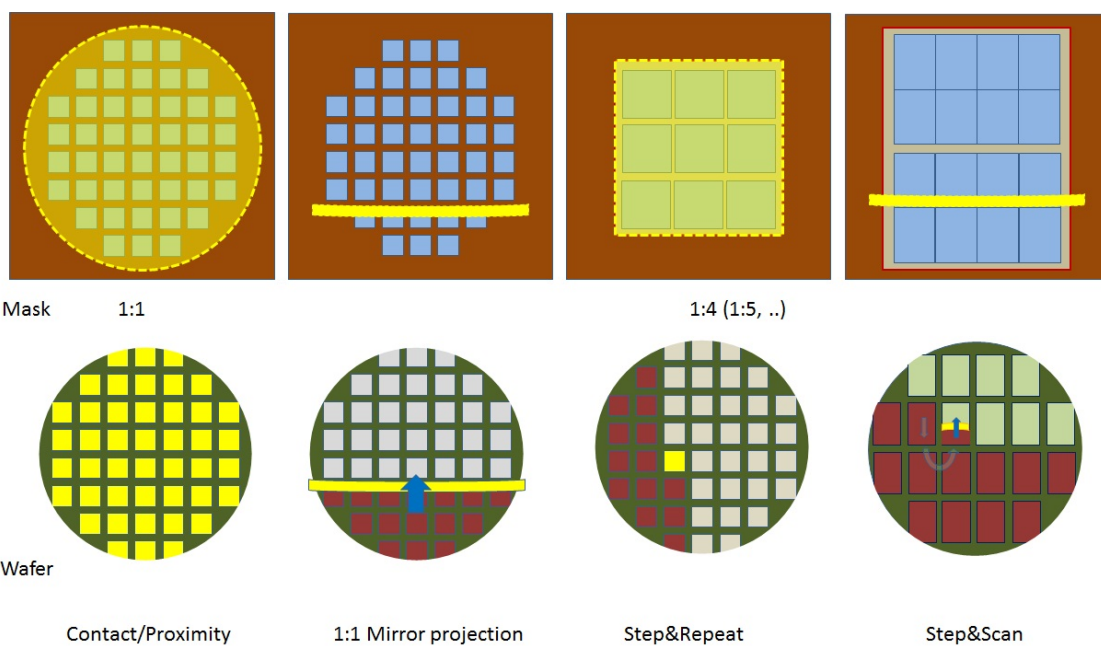 Mask
1:1
1:4 (1:5, ..)
Wafer
Contact/Proximity
1:1 Mirror projection
Step&Repeat
Step&Scan